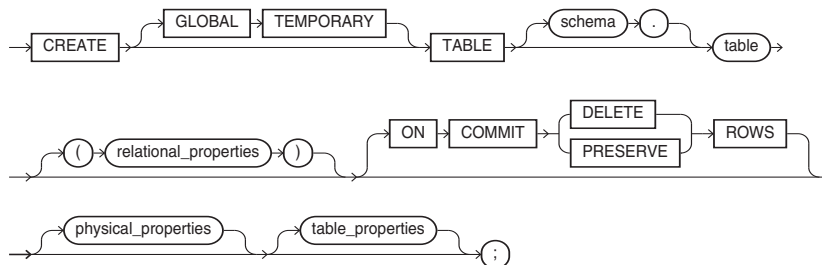 GLOBAL TEMPORARY schema .
CREATE TABLE table
DELETE
( relational_properties ) ON COMMIT ROWS
PRESERVE
physical_properties table_properties
;